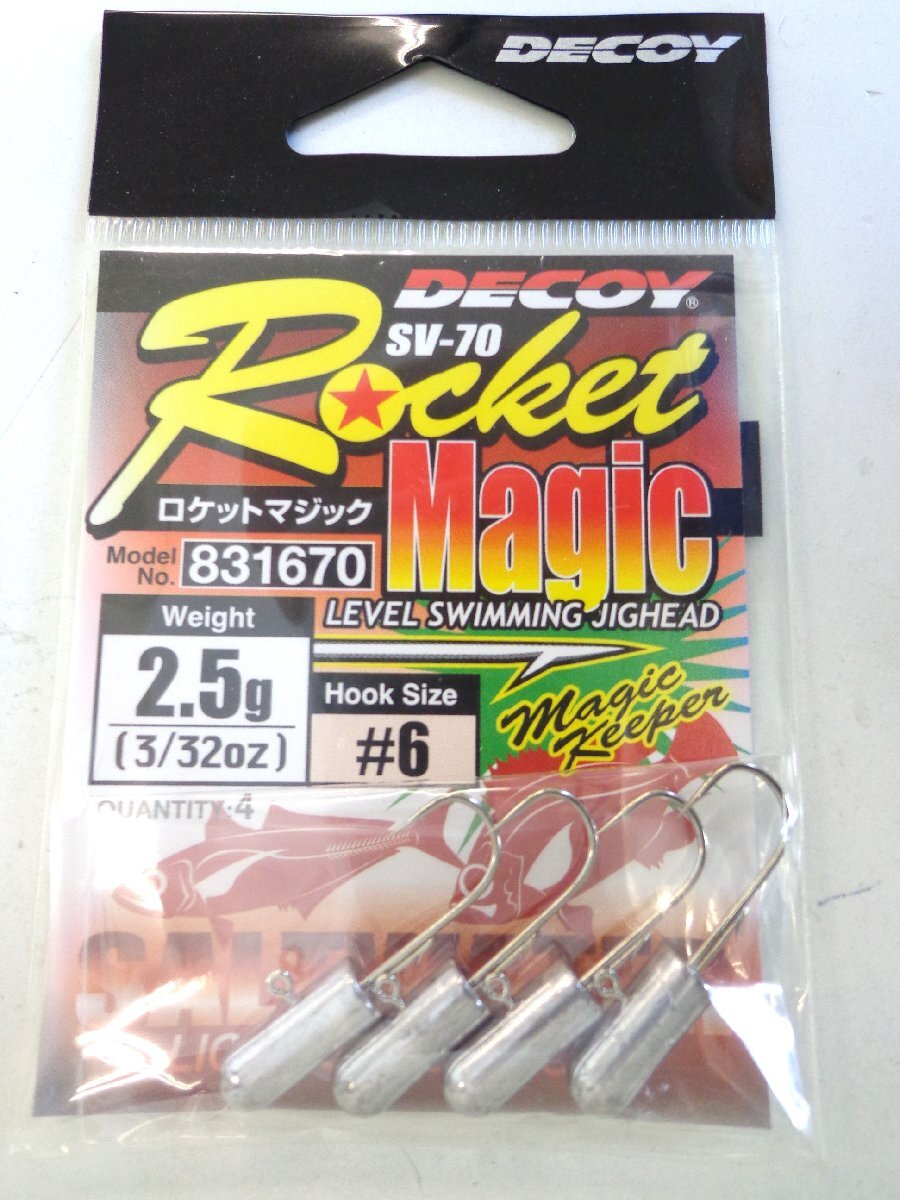 DECOY
DECOY®
SV-70
Rocket
Magic
ロケットマジック
Model No. 831670
LEVEL SWIMMING JIGHEAD
Weight
2.5g
(3/32oz)
Hook Size
#6
Magic Keeper
QUANTITY・4